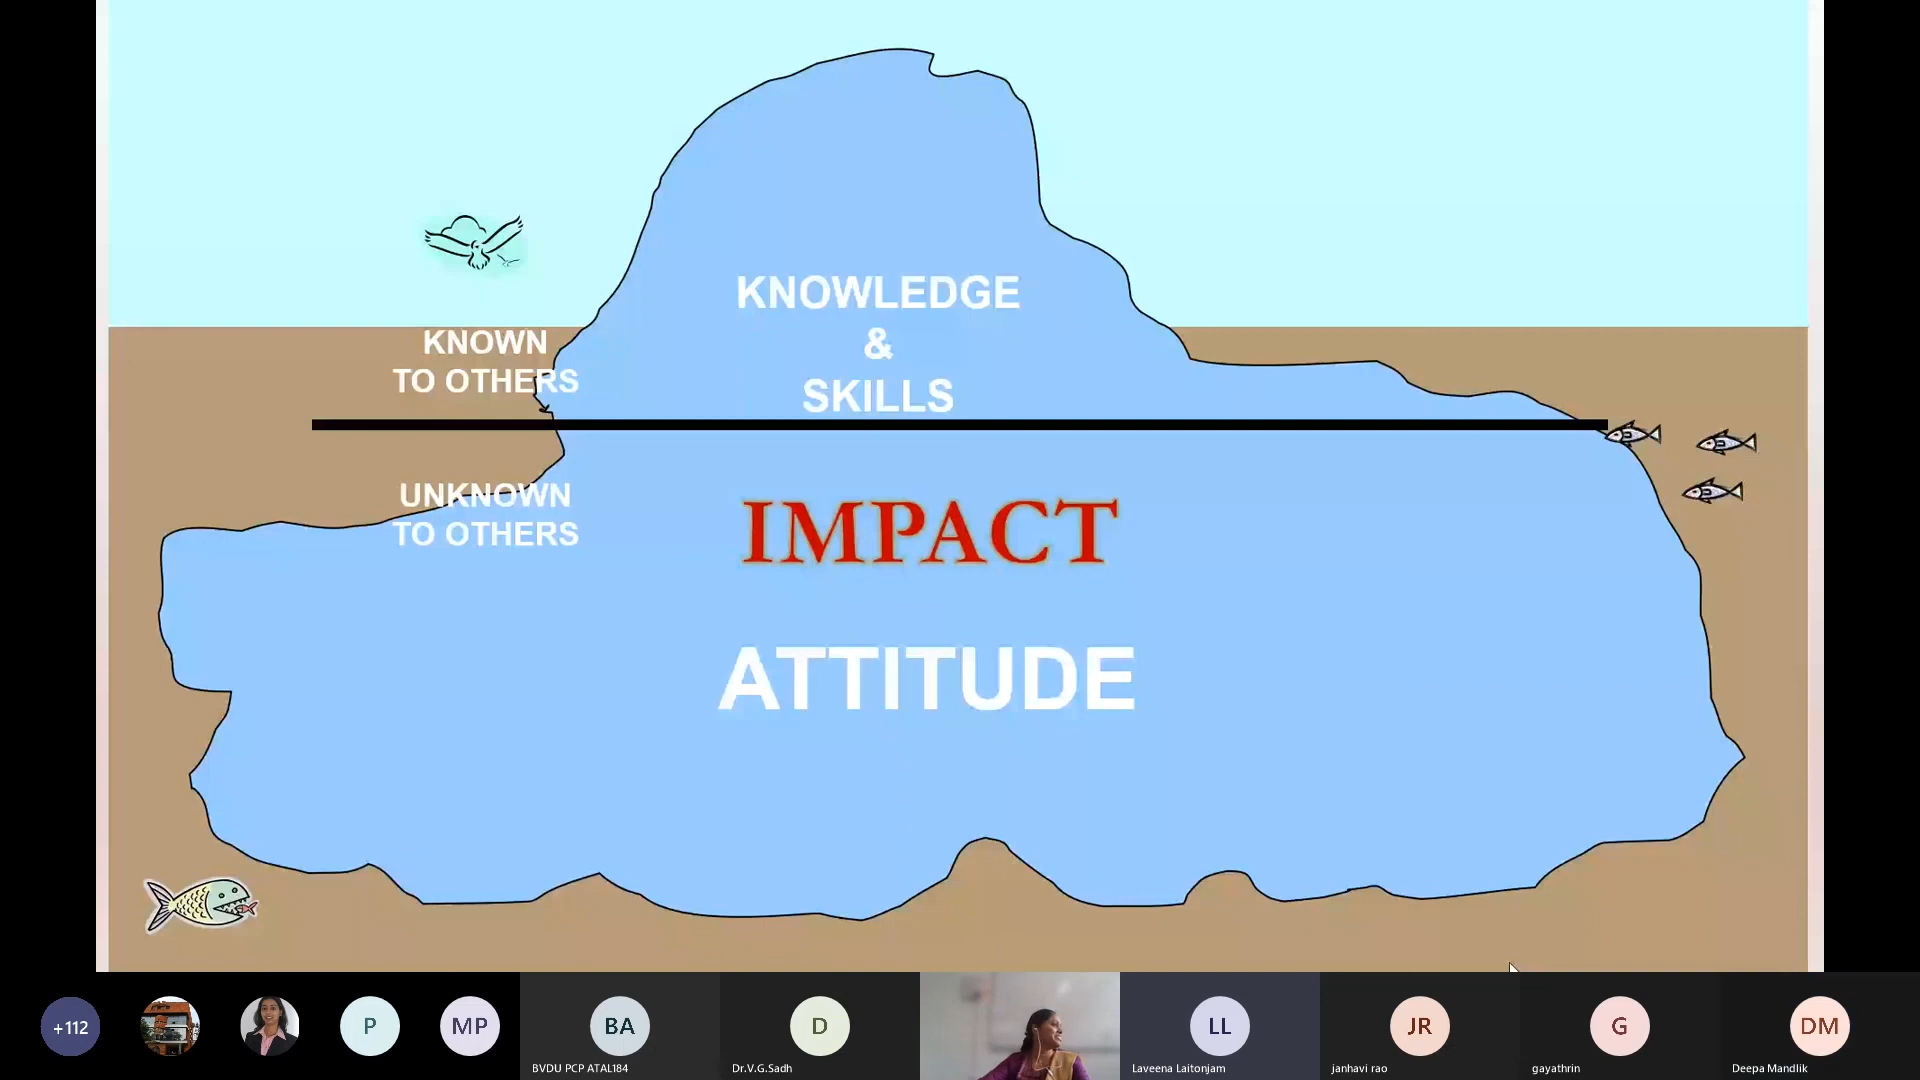 KNOWLEDGE
&
SKILLS
KNOWN
TO OTHERS
UNKNOWN
TO OTHERS
IMPACT
ATTITUDE
+112
P
MP
BA
D
LL
JR
G
DM
BVDU PCP ATAL184
Dr.V.G.Sadh
Laveena Laitonjam
janhavi rao
gayathrin
Deepa Mandlik